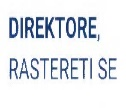 DIREKTORE,
RASTERETI SE